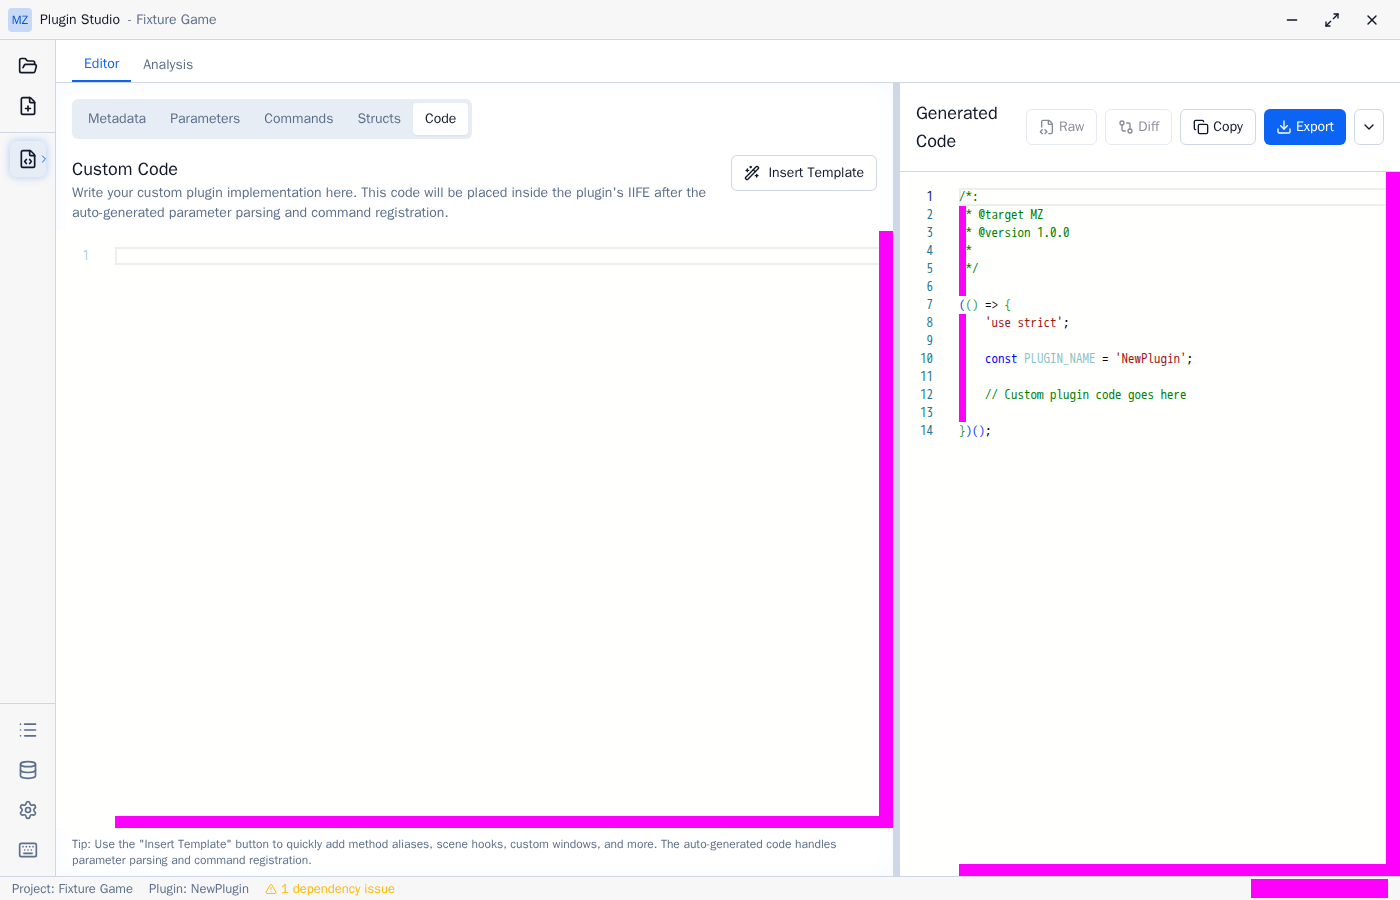 MZ Plugin Studio - Fixture Game
Editor Analysis
Metadata Parameters Commands Structs Code
Custom Code
Write your custom plugin implementation here. This code will be placed inside the plugin's IIFE after the
auto-generated parameter parsing and command registration.
Insert Template
1
Tip: Use the "Insert Template" button to quickly add method aliases, scene hooks, custom windows, and more. The auto-generated code handles
parameter parsing and command registration.
Generated
Code
Raw Diff Copy Export
1 /*:
2 * @target MZ
3 * @version 1.0.0
4 *
5 */
6
7 (() => {
8 'use strict';
9
10 const PLUGIN_NAME = 'NewPlugin';
11
12 // Custom plugin code goes here
13
14 })();
Project: Fixture Game Plugin: NewPlugin 1 dependency issue